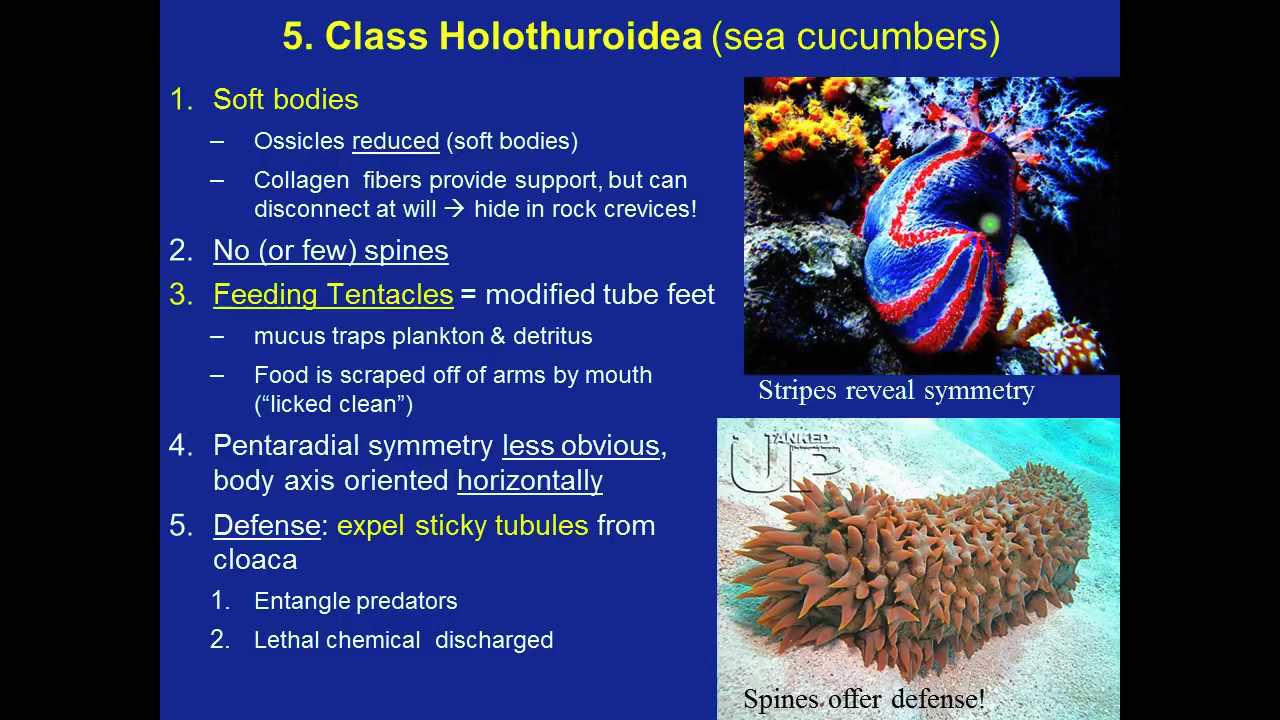 5. Class Holothuroidea (sea cucumbers)
1. Soft bodies
– Ossicles reduced (soft bodies)
– Collagen fibers provide support, but can
disconnect at will → hide in rock crevices!
2. No (or few) spines
3. Feeding Tentacles = modified tube feet
– mucus traps plankton & detritus
– Food is scraped off of arms by mouth
(“licked clean”)
4. Pentaradial symmetry less obvious,
body axis oriented horizontally
5. Defense: expel sticky tubules from
cloaca
1. Entangle predators
2. Lethal chemical discharged
Stripes reveal symmetry
TANKED
UP
Spines offer defense!